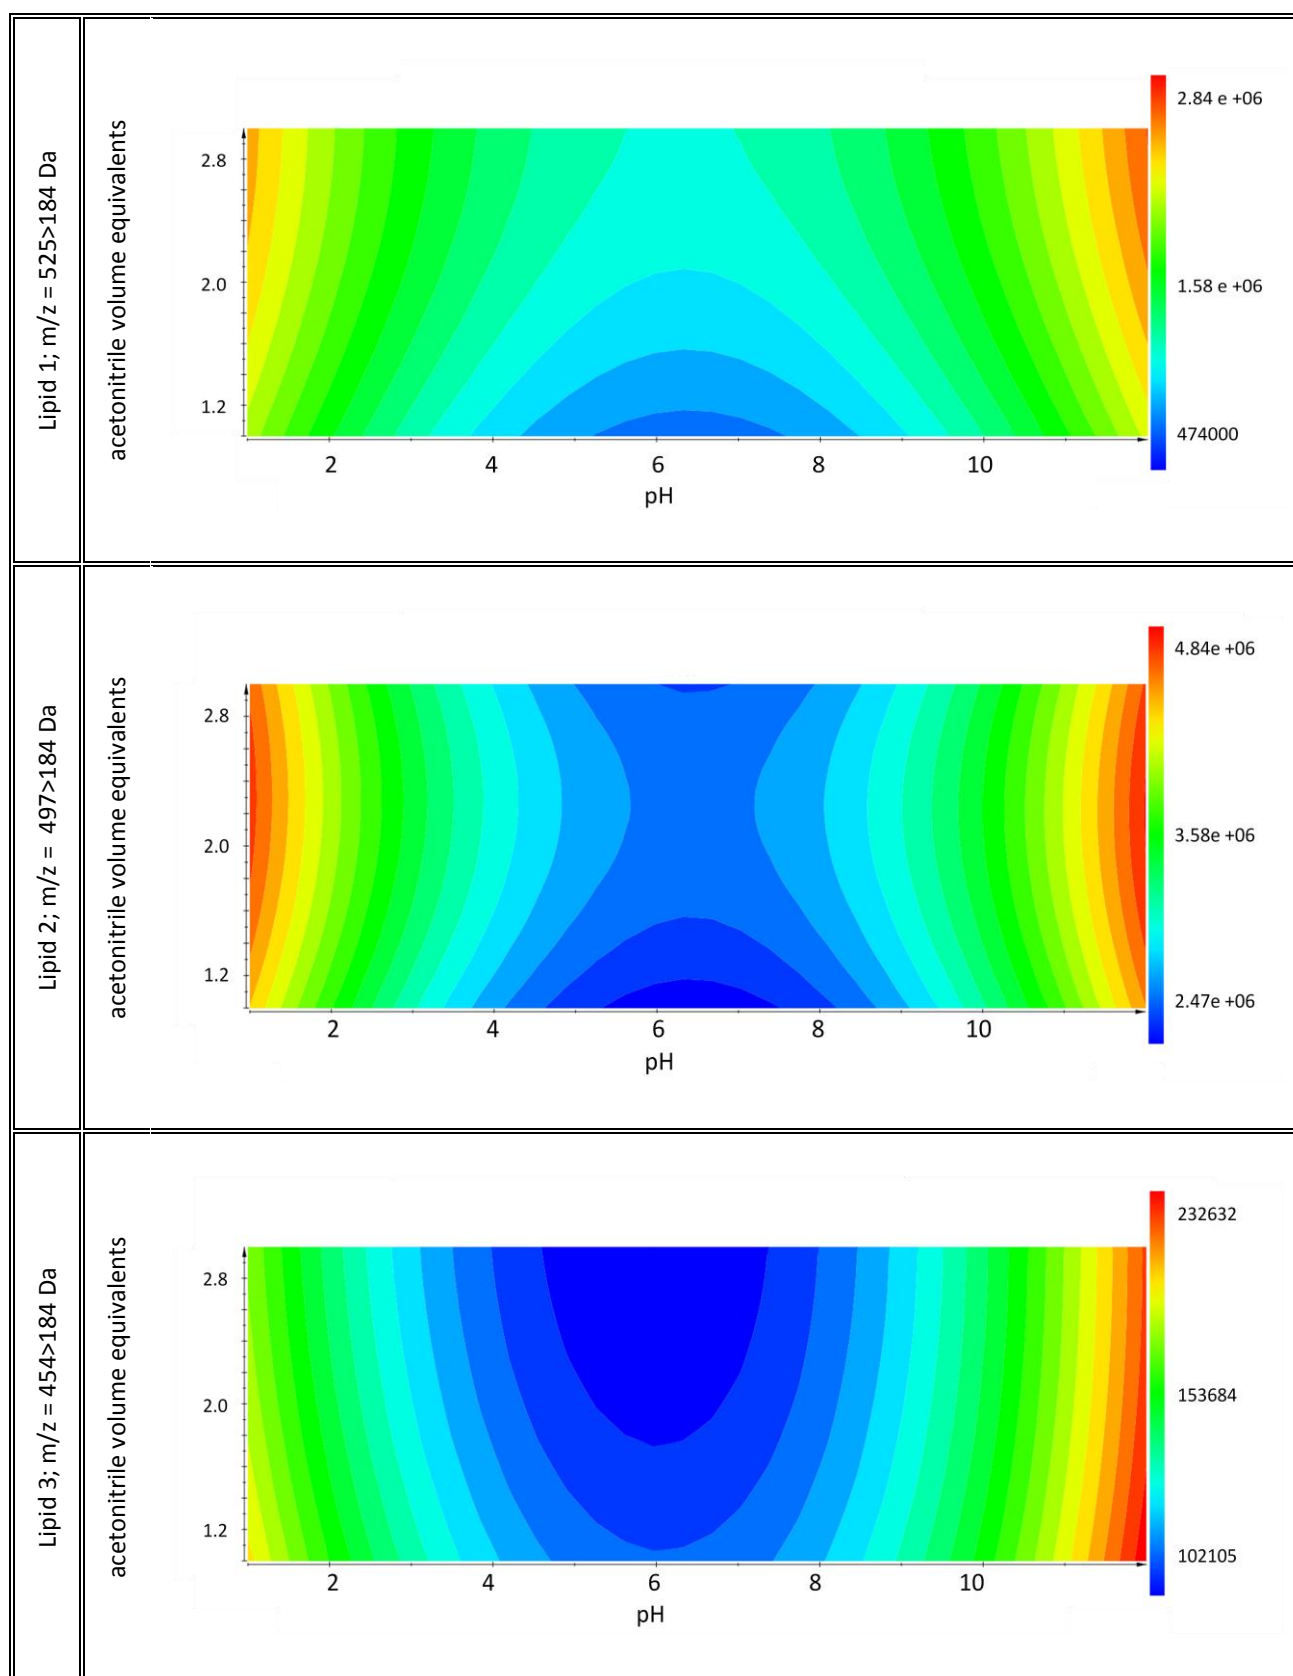 Lipid 1; m/z = 525>184 Da
acetonitrile volume equivalents
2.8
2.0
1.2
2 4 6 8 10
pH
2.84 e +06
1.58 e +06
474000
Lipid 2; m/z = 497>184 Da
acetonitrile volume equivalents
2.8
2.0
1.2
2 4 6 8 10
pH
4.84e +06
3.58e +06
2.47e +06
Lipid 3; m/z = 454>184 Da
acetonitrile volume equivalents
2.8
2.0
1.2
2 4 6 8 10
pH
232632
153684
102105